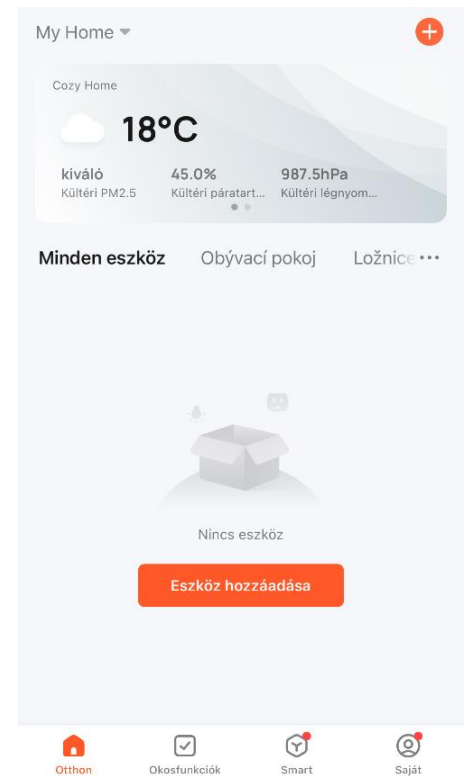 My Home
Cozy Home
18°C
kiváló 45.0% 987.5hPa
Kültéri PM2.5 Kültéri páratart... Kültéri légnyom...
Minden eszköz Obývací pokoj Ložnice
Nincs eszköz
Eszköz hozzáadása
Otthon Okosfunkciók Smart Saját